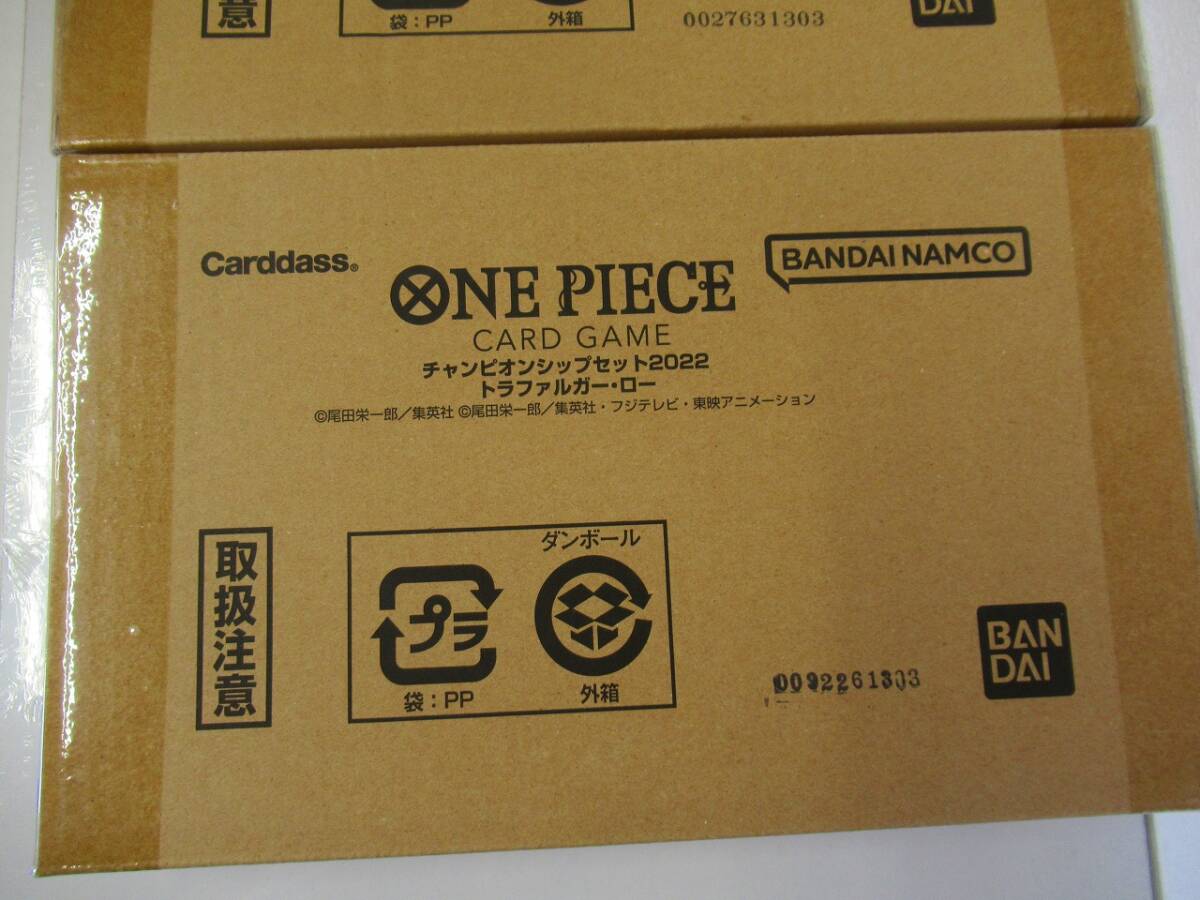 意
袋：PP
外箱
0027631303
DAI
Carddass®
ONE PIECE
BANDAI NAMCO
CARD GAME
チャンピオンシップセット2022
トラファルガー・ロー
©尾田栄一郎／集英社 ©尾田栄一郎／集英社・フジテレビ・東映アニメーション
取扱注意
ダンボール
プラ
袋：PP
外箱
0092261303
BAN
DAI